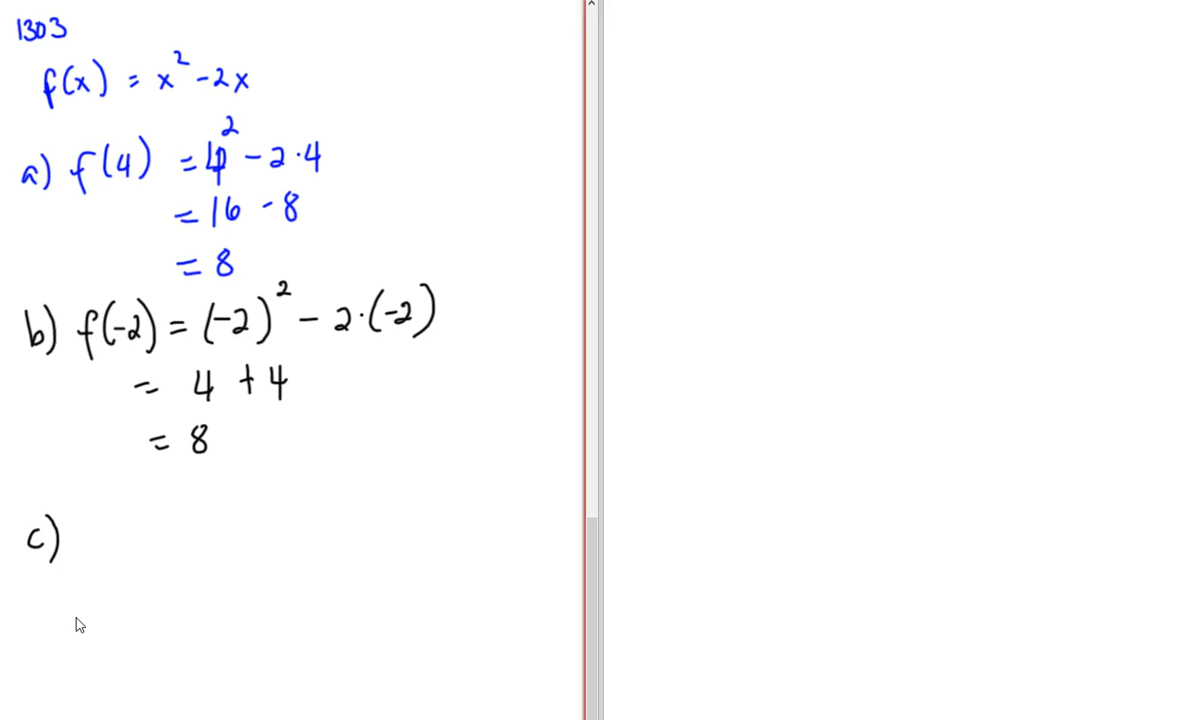 1303
f(x) = x² - 2x
a) f(4) = 4² - 2·4
= 16 - 8
= 8
b) f(-2) = (-2)² - 2·(-2)
= 4 + 4
= 8
c)